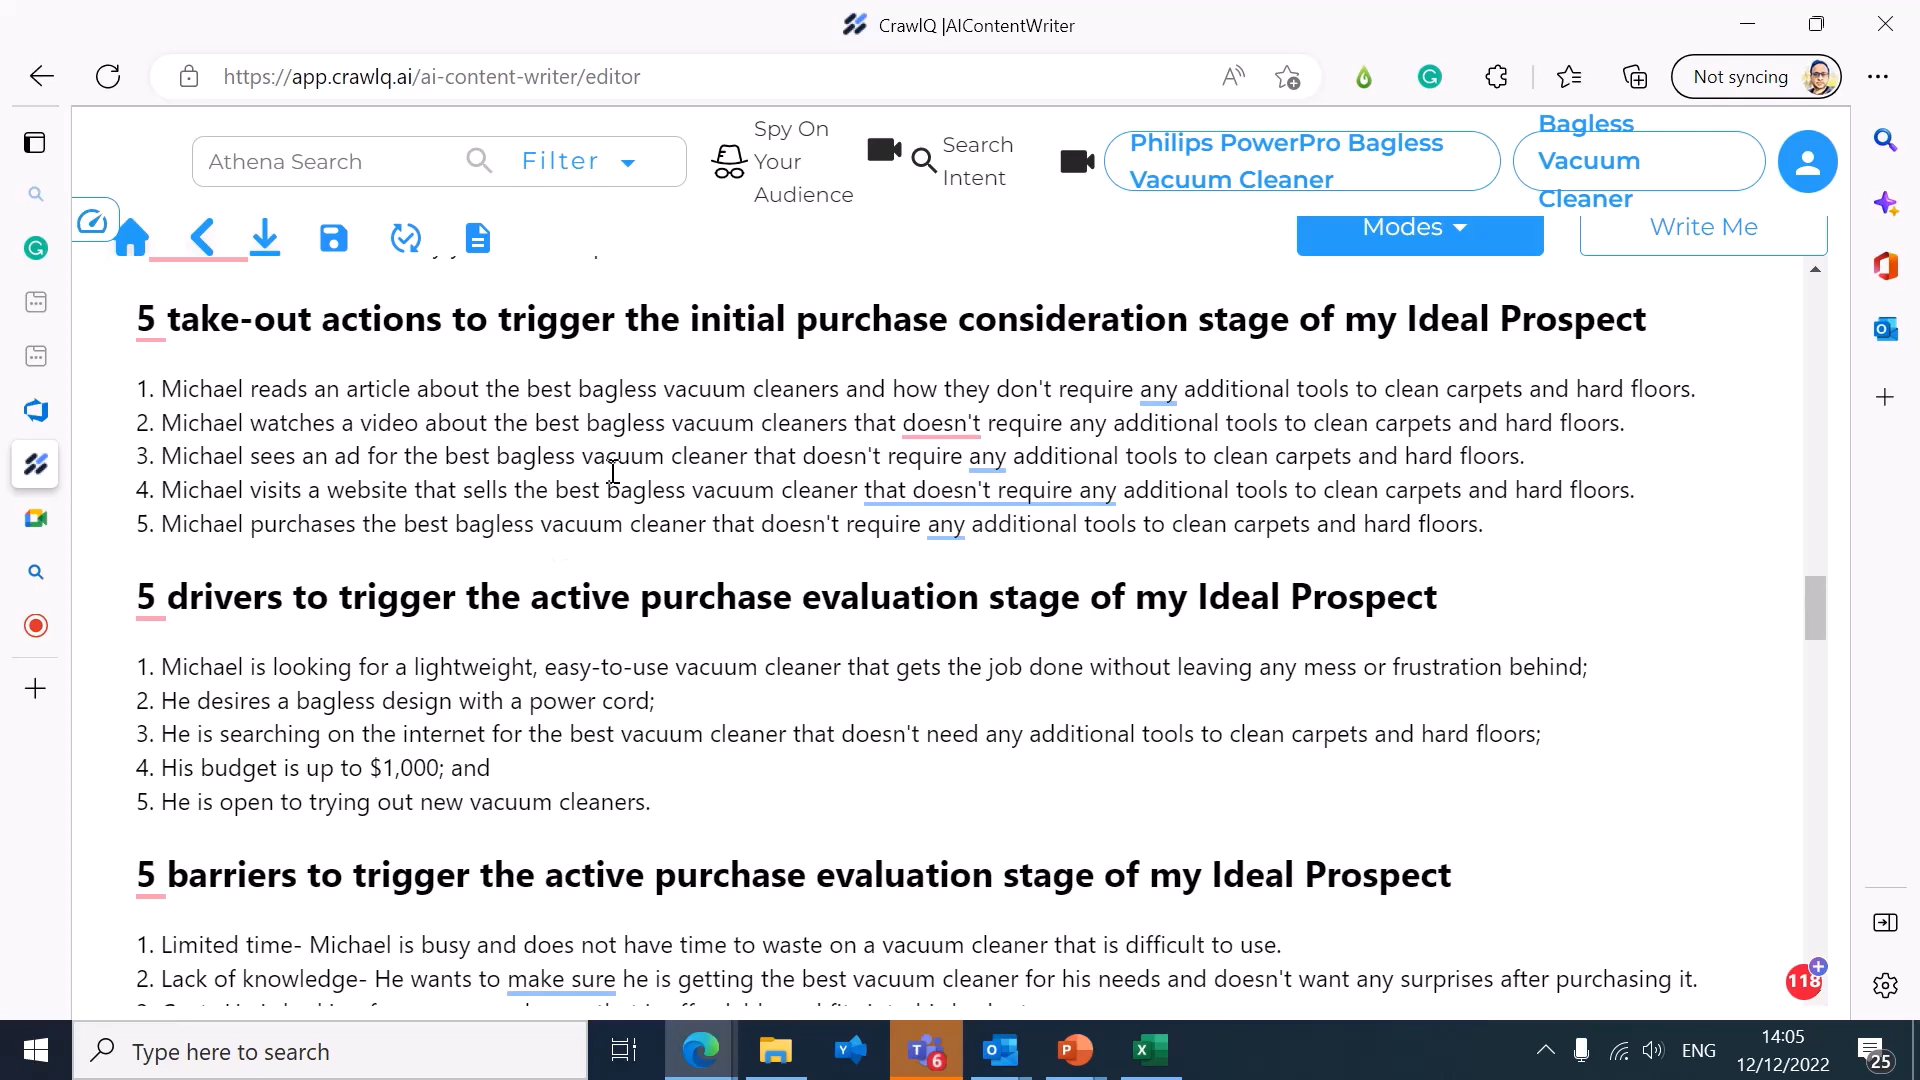 CrawlQ |AIContentWriter
https://app.crawlq.ai/ai-content-writer/editor
Not syncing
Athena Search
Filter
Spy On
Your
Audience
Search
Intent
Philips PowerPro Bagless
Vacuum Cleaner
Bagless
Vacuum
Cleaner
Modes
Write Me
5 take-out actions to trigger the initial purchase consideration stage of my Ideal Prospect
1. Michael reads an article about the best bagless vacuum cleaners and how they don't require any additional tools to clean carpets and hard floors.
2. Michael watches a video about the best bagless vacuum cleaners that doesn't require any additional tools to clean carpets and hard floors.
3. Michael sees an ad for the best bagless vacuum cleaner that doesn't require any additional tools to clean carpets and hard floors.
4. Michael visits a website that sells the best bagless vacuum cleaner that doesn't require any additional tools to clean carpets and hard floors.
5. Michael purchases the best bagless vacuum cleaner that doesn't require any additional tools to clean carpets and hard floors.
5 drivers to trigger the active purchase evaluation stage of my Ideal Prospect
1. Michael is looking for a lightweight, easy-to-use vacuum cleaner that gets the job done without leaving any mess or frustration behind;
2. He desires a bagless design with a power cord;
3. He is searching on the internet for the best vacuum cleaner that doesn't need any additional tools to clean carpets and hard floors;
4. His budget is up to $1,000; and
5. He is open to trying out new vacuum cleaners.
5 barriers to trigger the active purchase evaluation stage of my Ideal Prospect
1. Limited time- Michael is busy and does not have time to waste on a vacuum cleaner that is difficult to use.
2. Lack of knowledge- He wants to make sure he is getting the best vacuum cleaner for his needs and doesn't want any surprises after purchasing it.
118
Type here to search
6
ENG
14:05
12/12/2022
25